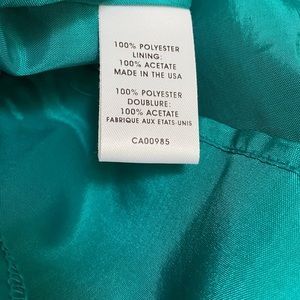 100% POLYESTER
LINING:
100% ACETATE
MADE IN THE USA
100% POLYESTER
DOUBLURE:
100% ACETATE
FABRIQUE AUX ETATS-UNIS
CA00985